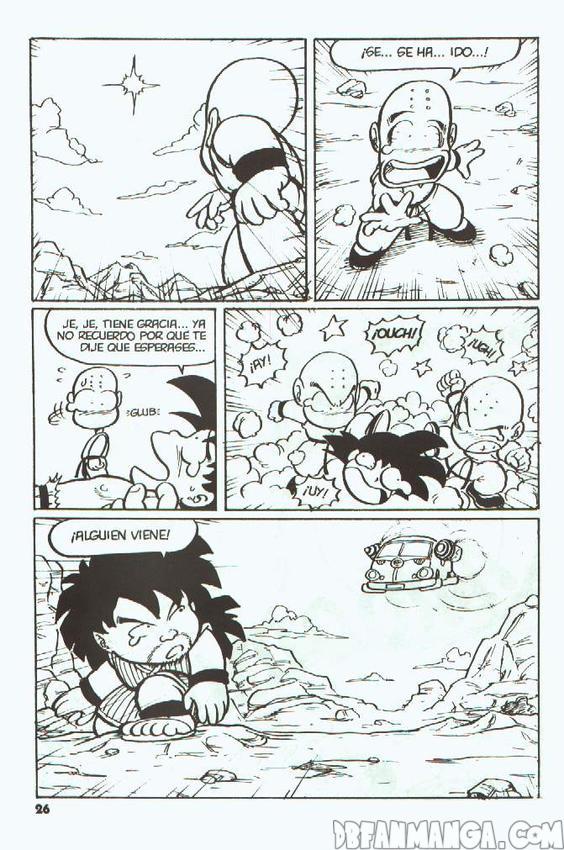 ¡SE... SE HA... IDO...!
JE, JE, TIENE GRACIA... YA
NO RECUERDO POR QUÉ TE
DIJE QUE ESPERASES...
GLUB
¡AY!
¡OUCH!
¡UGH!
¡UY!
¡ALGUIEN VIENE!
26
DBFANMANGA.COM